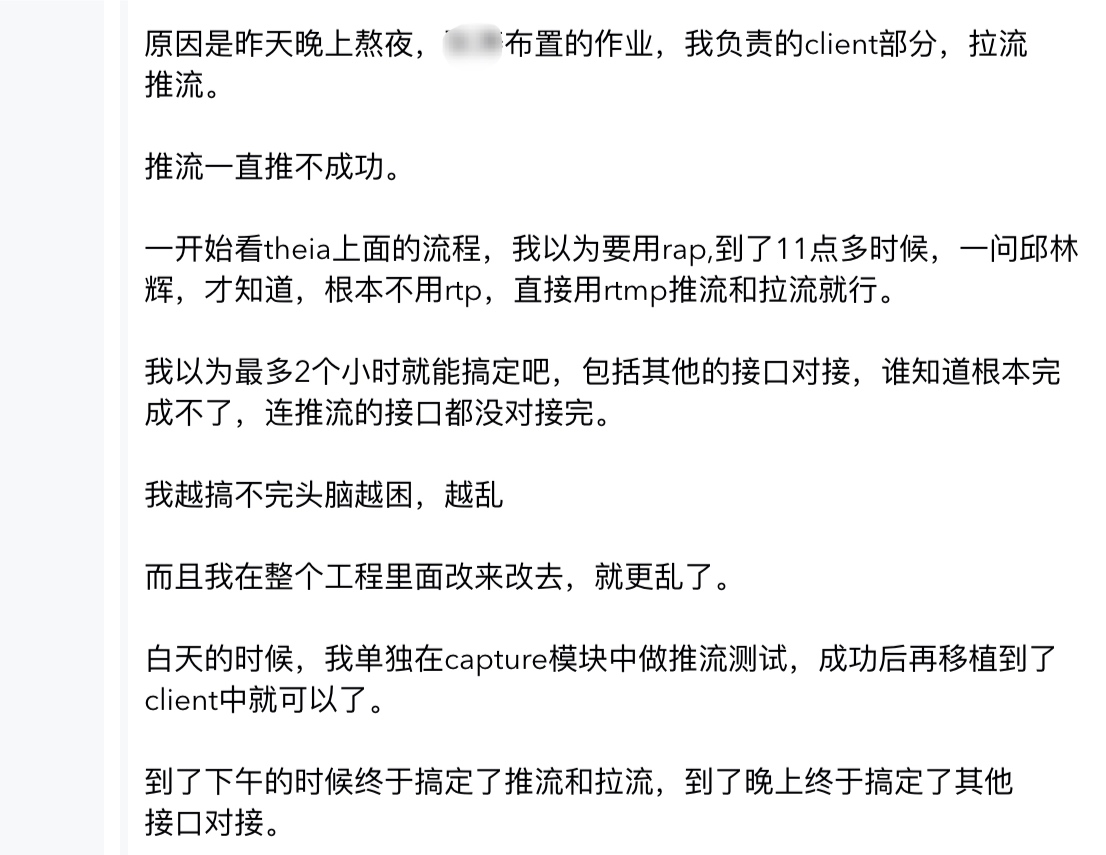 原因是昨天晚上熬夜，布置的作业，我负责的client部分，拉流
推流。
推流一直推不成功。
一开始看theia上面的流程，我以为要用rap,到了11点多时候，一问邱林
辉，才知道，根本不用rtp，直接用rtmp推流和拉流就行。
我以为最多2个小时就能搞定吧，包括其他的接口对接，谁知道根本完
成不了，连推流的接口都没对接完。
我越搞不完头脑越困，越乱
而且我在整个工程里面改来改去，就更乱了。
白天的时候，我单独在capture模块中做推流测试，成功后再移植到了
client中就可以了。
到了下午的时候终于搞定了推流和拉流，到了晚上终于搞定了其他
接口对接。